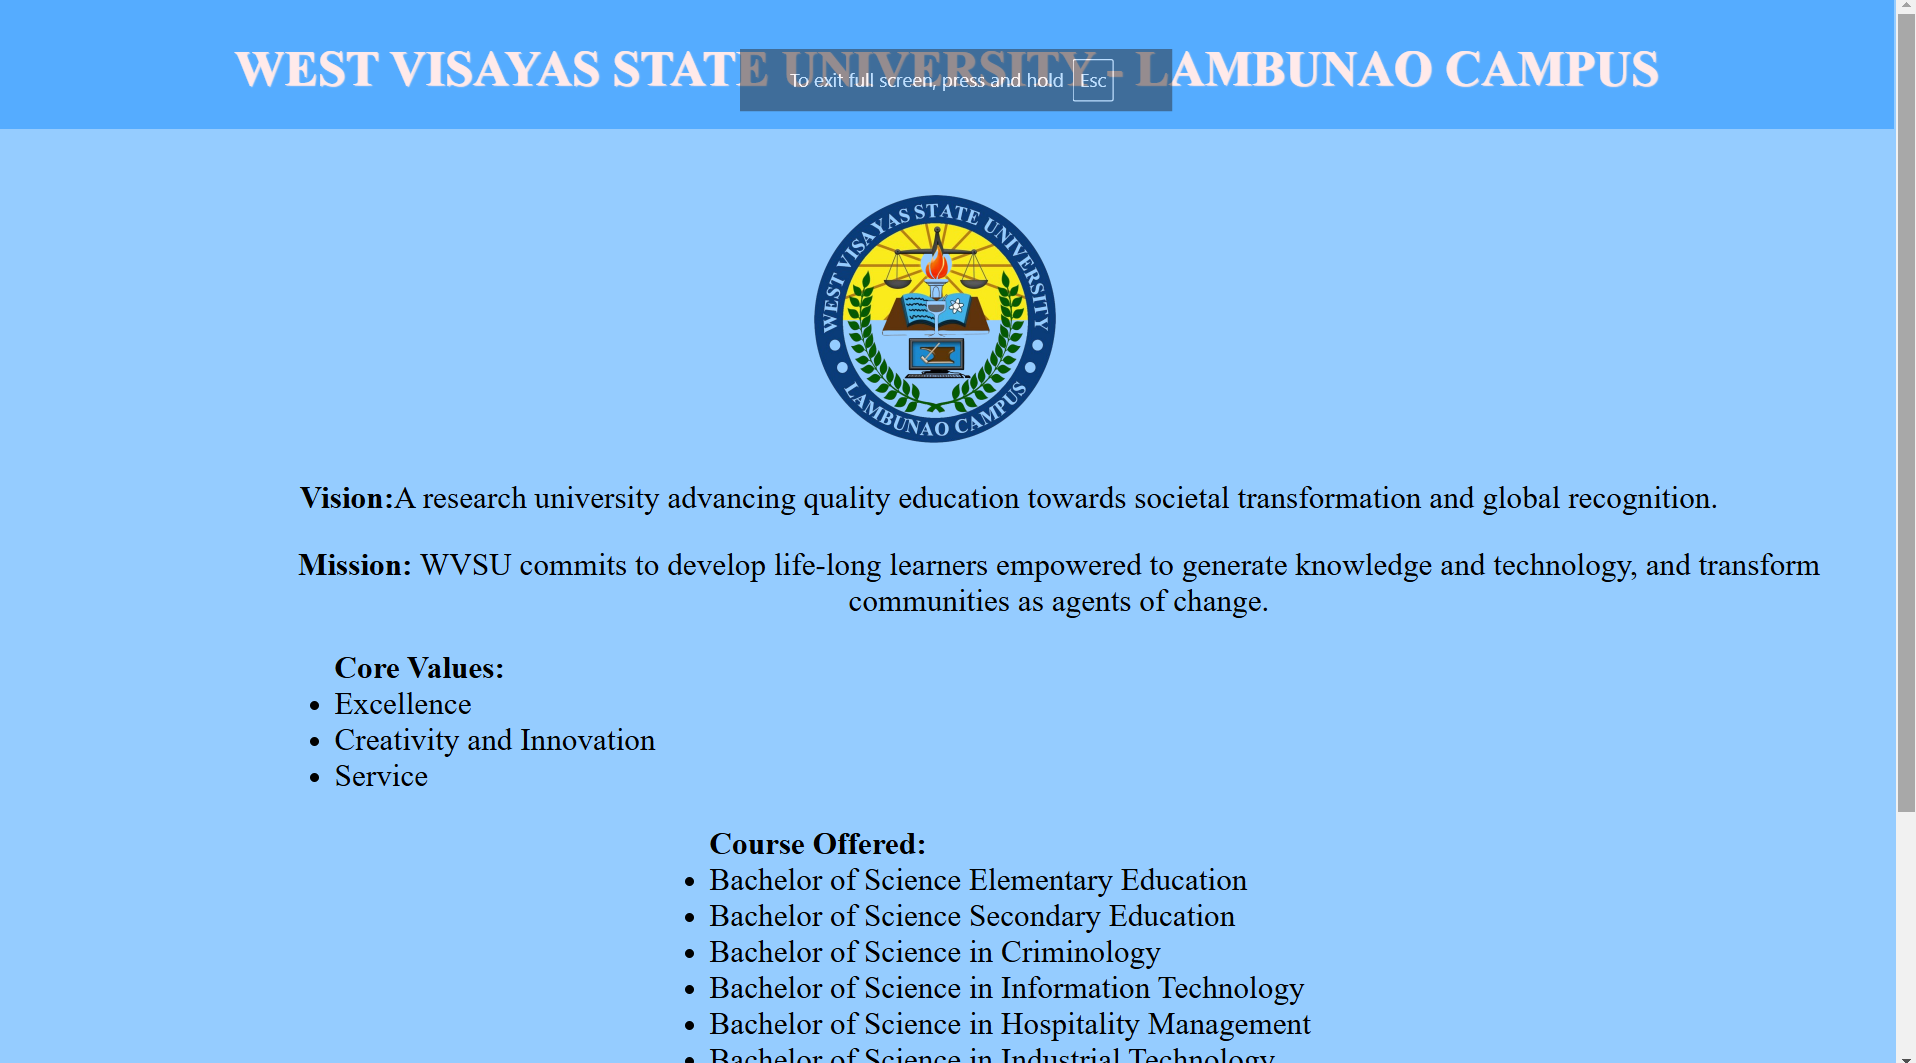 WEST VISAYAS STATE UNIVERSITY - LAMBUNAO CAMPUS
To exit full screen, press and hold Esc
WEST VISAYAS STATE UNIVERSITY
LAMBUNAO CAMPUS
Vision:A research university advancing quality education towards societal transformation and global recognition.
Mission: WVSU commits to develop life-long learners empowered to generate knowledge and technology, and transform
communities as agents of change.
Core Values:
• Excellence
• Creativity and Innovation
• Service
Course Offered:
• Bachelor of Science Elementary Education
• Bachelor of Science Secondary Education
• Bachelor of Science in Criminology
• Bachelor of Science in Information Technology
• Bachelor of Science in Hospitality Management
• Bachelor of Science in Industrial Technology